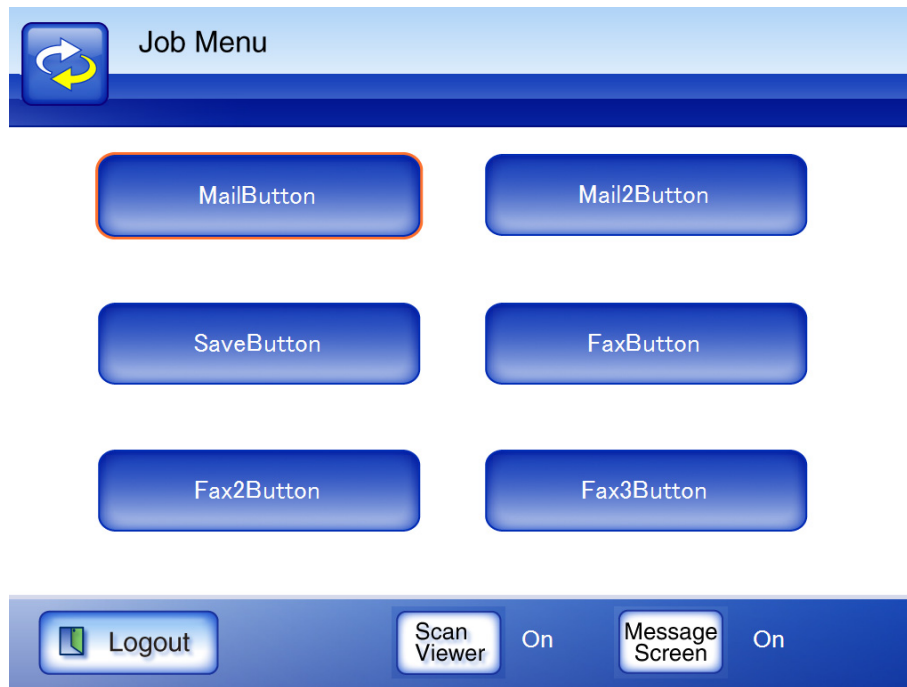 Job Menu
MailButton
Mail2Button
SaveButton
FaxButton
Fax2Button
Fax3Button
Logout
Scan
Viewer
On
Message
Screen
On